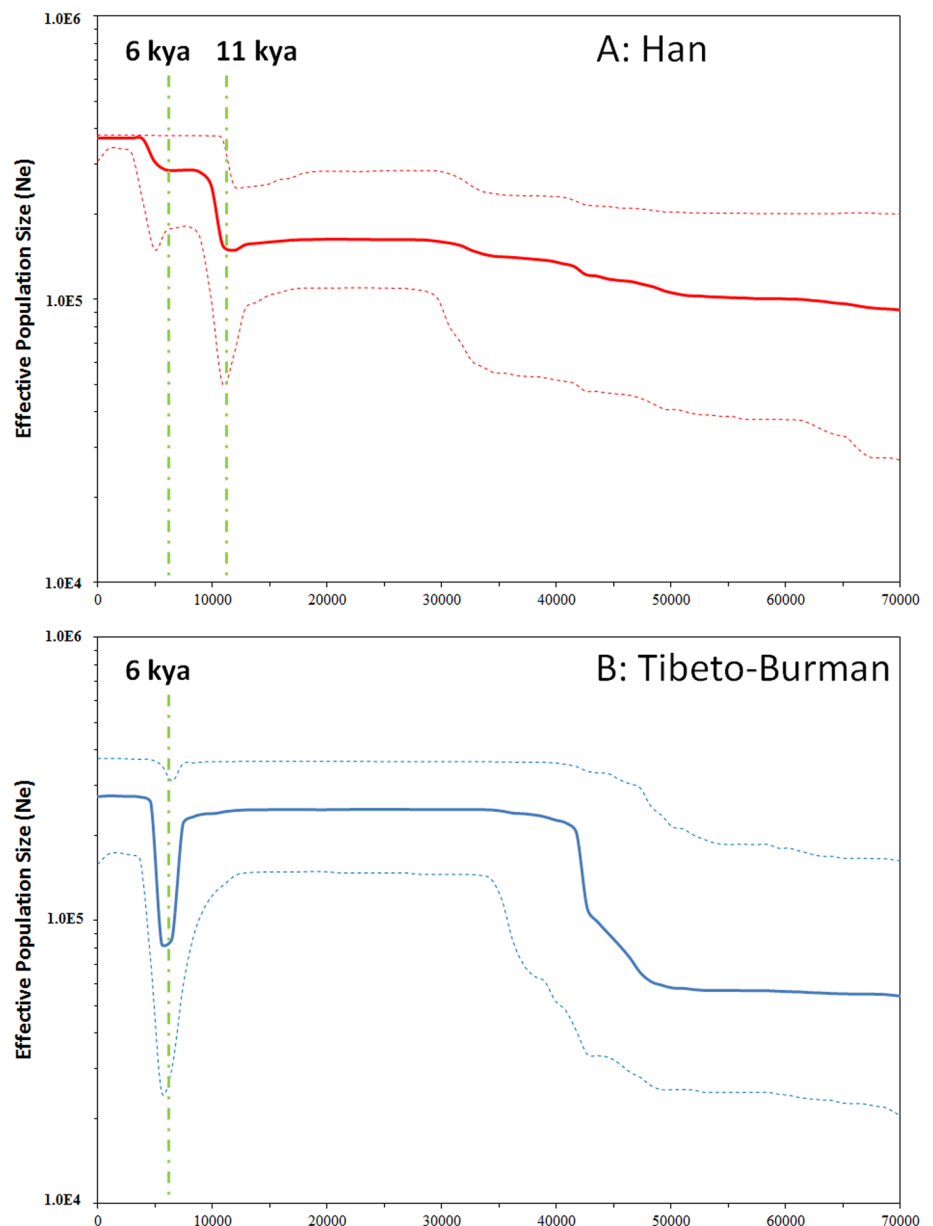 1.0E6
6 kya
11 kya
A: Han
Effective Population Size (Ne)
1.0E5
1.0E4
0 10000 20000 30000 40000 50000 60000 70000
1.0E6
6 kya
B: Tibeto-Burman
Effective Population Size (Ne)
1.0E5
1.0E4
0 10000 20000 30000 40000 50000 60000 70000